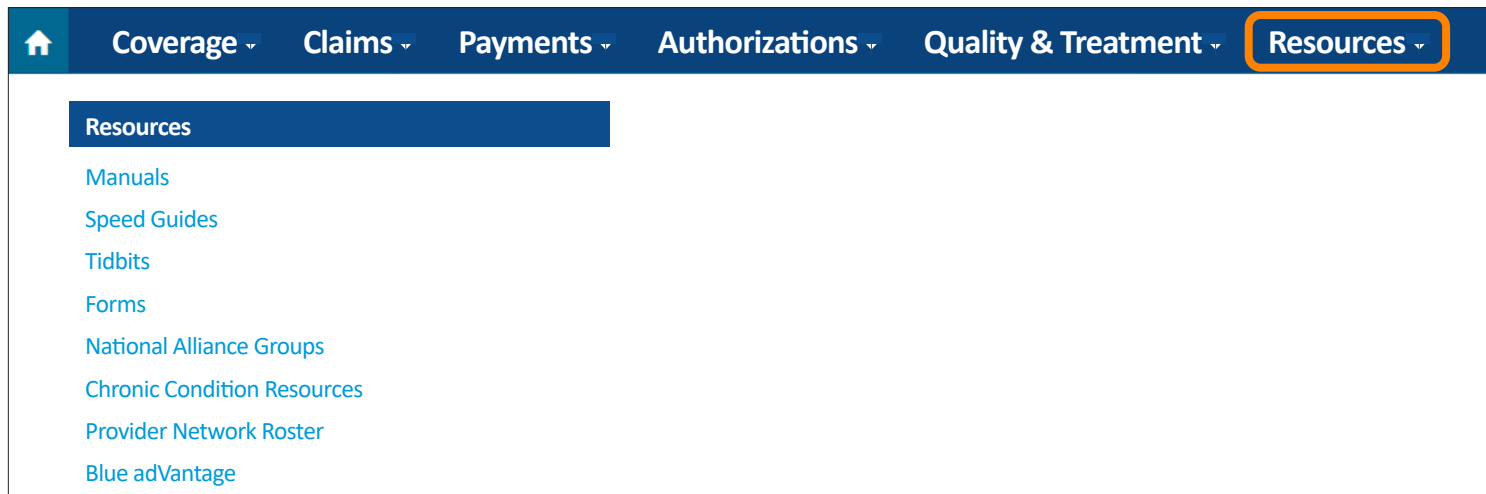 Coverage Claims Payments Authorizations Quality & Treatment Resources
Resources
Manuals
Speed Guides
Tidbits
Forms
National Alliance Groups
Chronic Condition Resources
Provider Network Roster
Blue adVantage